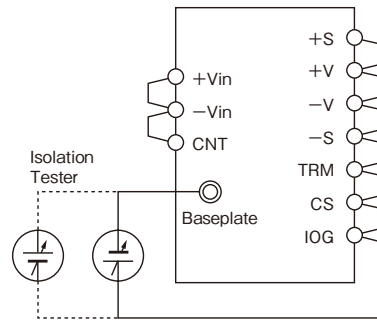 +Vin
−Vin
CNT
+S
+V
−V
−S
TRM
CS
IOG
Isolation
Tester
Baseplate